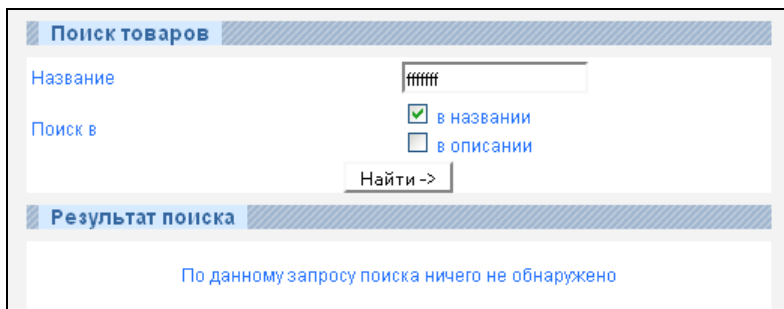 Поиск товаров
Название fffffff
Поиск в
в названии
в описании
Найти ->
Результат поиска
По данному запросу поиска ничего не обнаружено